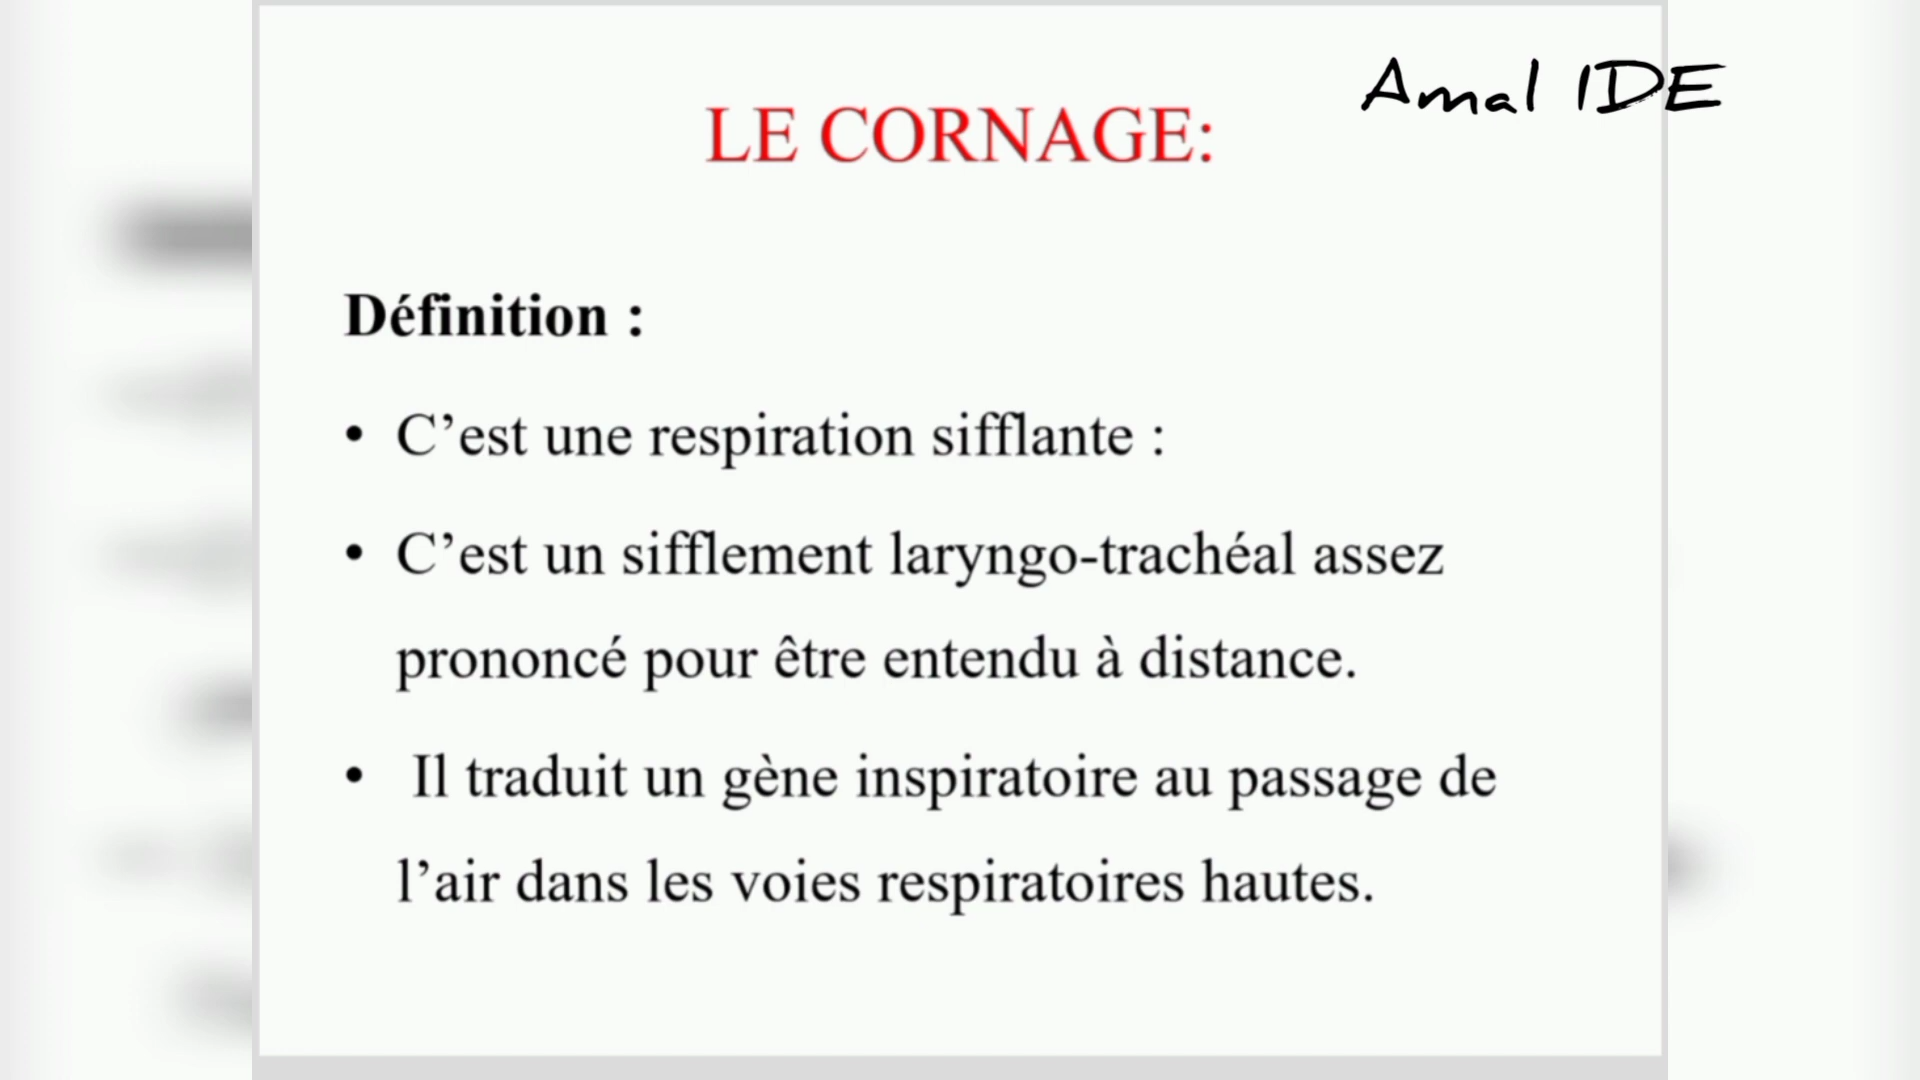 Amal IDE
LE CORNAGE:
Définition :
• C’est une respiration sifflante :
• C’est un sifflement laryngo-trachéal assez
prononcé pour être entendu à distance.
• Il traduit un gène inspiratoire au passage de
l’air dans les voies respiratoires hautes.